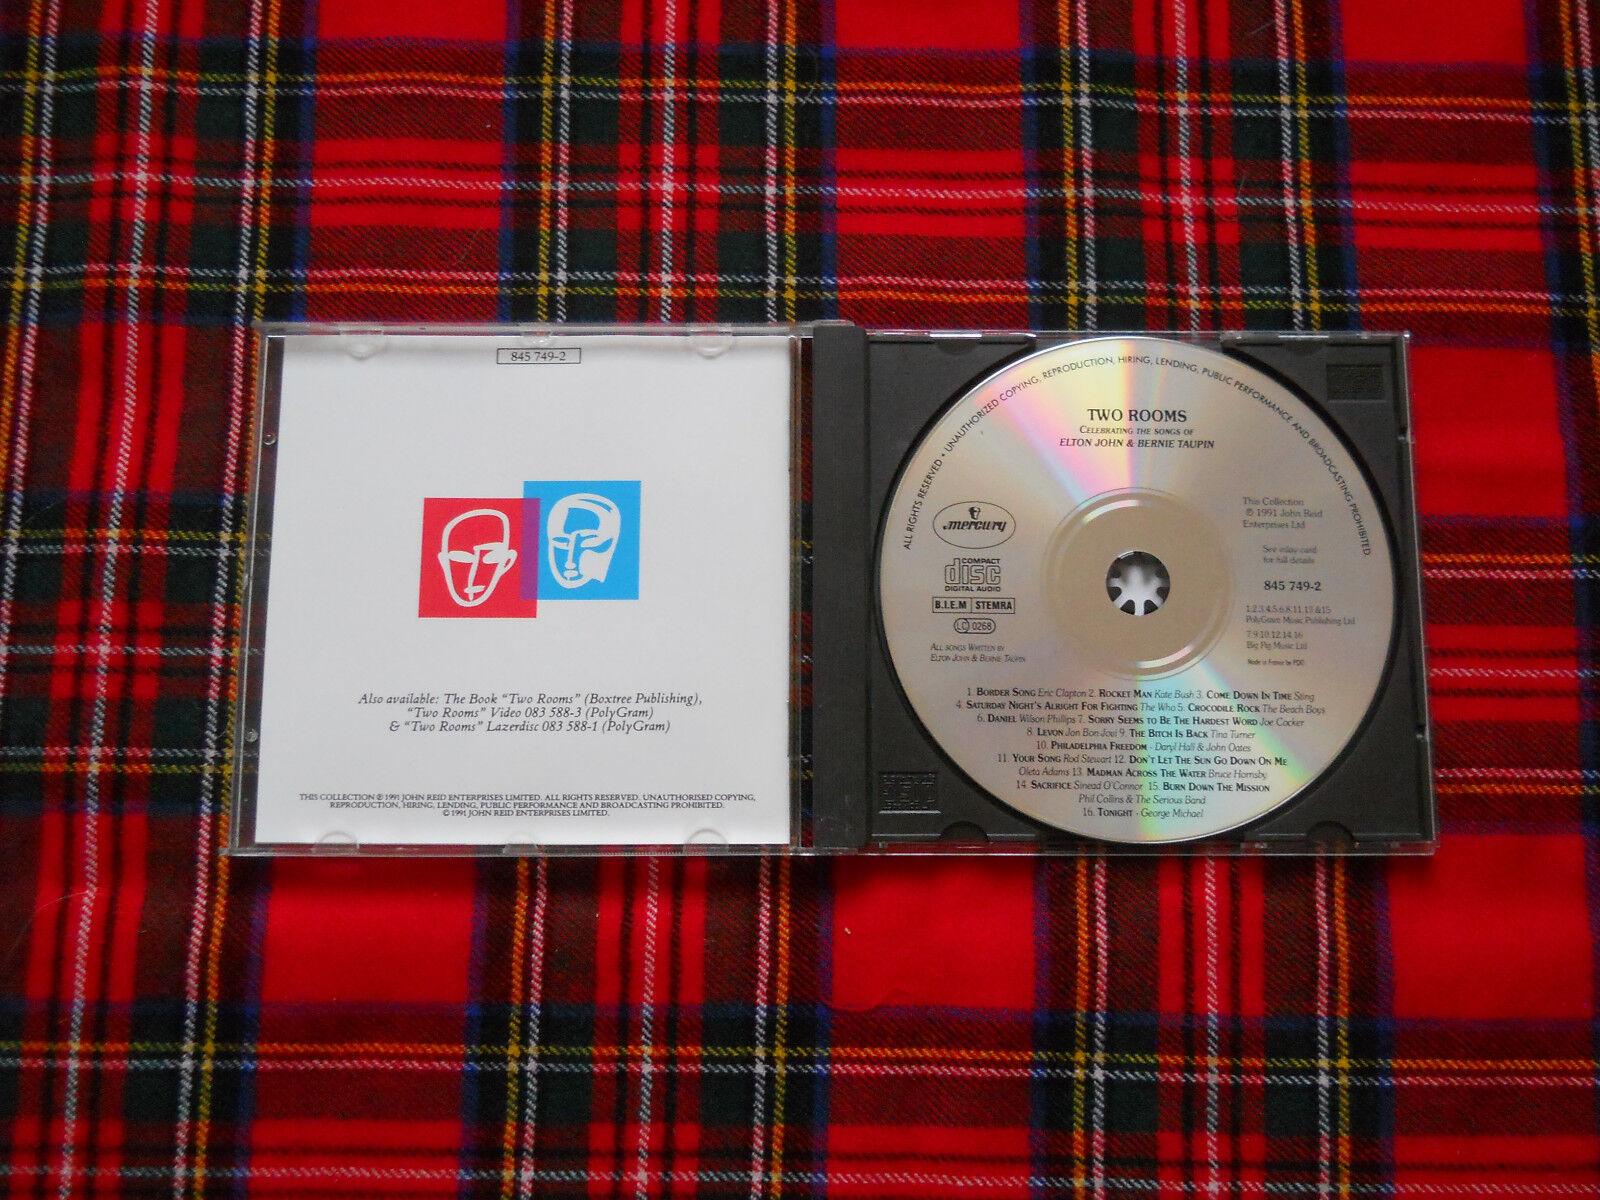 845 749-2
Also available: The Book “Two Rooms” (Boxtree Publishing),
“Two Rooms” Video 083 588-3 (PolyGram)
& “Two Rooms” Lazerdisc 083 588-1 (PolyGram)
THIS COLLECTION ℗ 1991 JOHN REID ENTERPRISES LIMITED. ALL RIGHTS RESERVED. UNAUTHORISED COPYING,
REPRODUCTION, HIRING, LENDING, PUBLIC PERFORMANCE AND BROADCASTING PROHIBITED.
© 1991 JOHN REID ENTERPRISES LIMITED.
ALL RIGHTS RESERVED • UNAUTHORIZED COPYING, REPRODUCTION, HIRING, LENDING, PUBLIC PERFORMANCE AND BROADCASTING PROHIBITED.
TWO ROOMS
CELEBRATING THE SONGS OF
ELTON JOHN & BERNIE TAUPIN
mercury
COMPACT
disc
DIGITAL AUDIO
B.I.E.M STEMRA
LC 0268
ALL SONGS WRITTEN BY
ELTON JOHN & BERNIE TAUPIN
This Collection
℗ 1991 John Reid
Enterprises Ltd
See inlay card
for full details
845 749-2
1.2.3.4.5.6.8.11.13 &15
PolyGram Music Publishing Ltd
7.9.10.12.14.16
Big Pig Music Ltd
Made in France by PDO
1. BORDER SONG Eric Clapton 2. ROCKET MAN Kate Bush 3. COME DOWN IN TIME Sting
4. SATURDAY NIGHT'S ALRIGHT FOR FIGHTING The Who 5. CROCODILE ROCK The Beach Boys
6. DANIEL Wilson Phillips 7. SORRY SEEMS TO BE THE HARDEST WORD Joe Cocker
8. LEVON Jon Bon Jovi 9. THE BITCH IS BACK Tina Turner
10. PHILADELPHIA FREEDOM - Daryl Hall & John Oates
11. YOUR SONG Rod Stewart 12. DON'T LET THE SUN GO DOWN ON ME
Oleta Adams 13. MADMAN ACROSS THE WATER Bruce Hornsby
14. SACRIFICE Sinead O'Connor 15. BURN DOWN THE MISSION
Phil Collins & The Serious Band
16. TONIGHT - George Michael